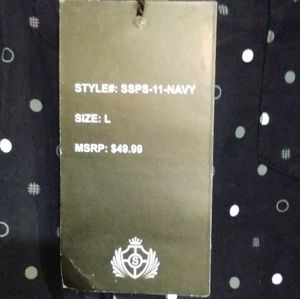 STYLE#: SSPS-11-NAVY
SIZE: L
MSRP: $49.99
S